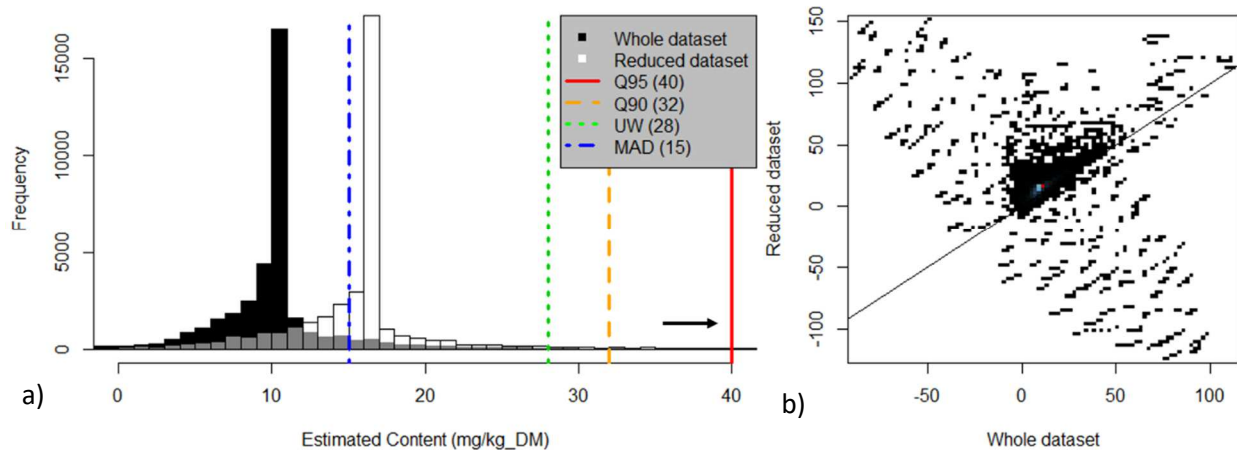 15000
10000
5000
0
Frequency
0
10
20
30
40
Estimated Content (mg/kg_DM)
Whole dataset
Reduced dataset
Q95 (40)
Q90 (32)
UW (28)
MAD (15)
a)
150
100
50
0
-50
-100
Reduced dataset
-50
0
50
100
Whole dataset
b)